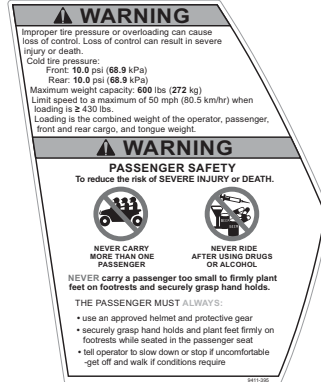 WARNING
Improper tire pressure or overloading can cause
loss of control. Loss of control can result in severe
injury or death.
Cold tire pressure:
Front: 10.0 psi (68.9 kPa)
Rear: 10.0 psi (68.9 kPa)
Maximum weight capacity: 600 lbs (272 kg)
Limit speed to a maximum of 50 mph (80.5 km/hr) when
loading is ≥ 430 lbs.
Loading is the combined weight of the operator, passenger,
front and rear cargo, and tongue weight.
WARNING
PASSENGER SAFETY
To reduce the risk of SEVERE INJURY or DEATH.
NEVER CARRY
MORE THAN ONE
PASSENGER
NEVER RIDE
AFTER USING DRUGS
OR ALCOHOL
NEVER carry a passenger too small to firmly plant
feet on footrests and securely grasp hand holds.
THE PASSENGER MUST ALWAYS:
• use an approved helmet and protective gear
• securely grasp hand holds and plant feet firmly on
footrests while seated in the passenger seat
• tell operator to slow down or stop if uncomfortable
-get off and walk if conditions require
9411-395